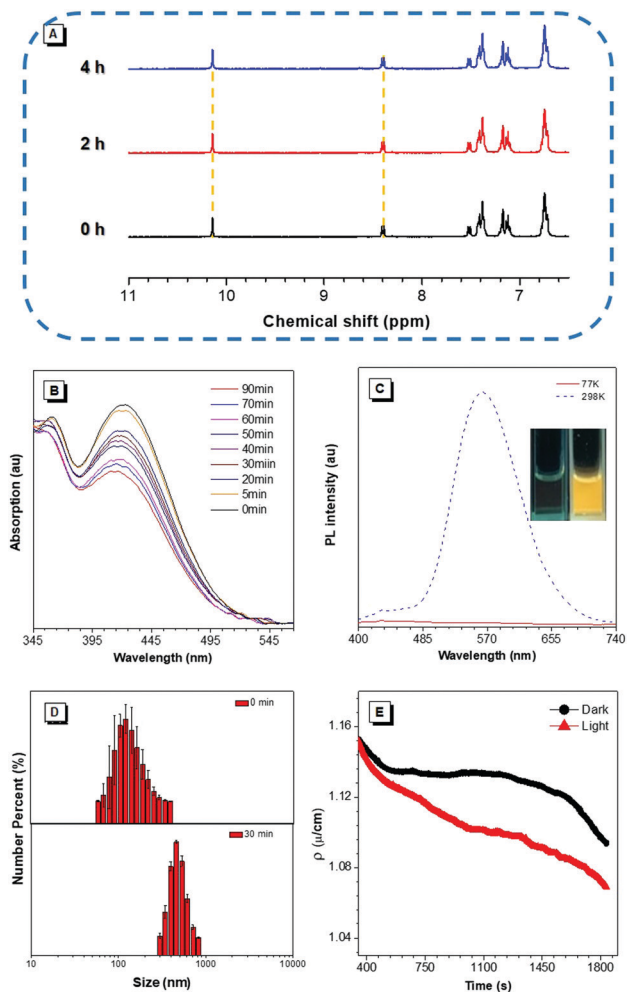 A
4 h
2 h
0 h
11 10 9 8 7
Chemical shift (ppm)
B
90min
70min
60min
50min
40min
30miin
20min
5min
0min
Absorption (au)
345 395 445 495 545
Wavelength (nm)
C
77K
298K
PL intensity (au)
400 485 570 655 740
Wavelength (nm)
D
0 min
30 min
Number Percent (%)
10 100 1000 10000
Size (nm)
E
Dark
Light
1.16
1.12
1.08
1.04
ρ (μ/cm)
400 750 1100 1450 1800
Time (s)